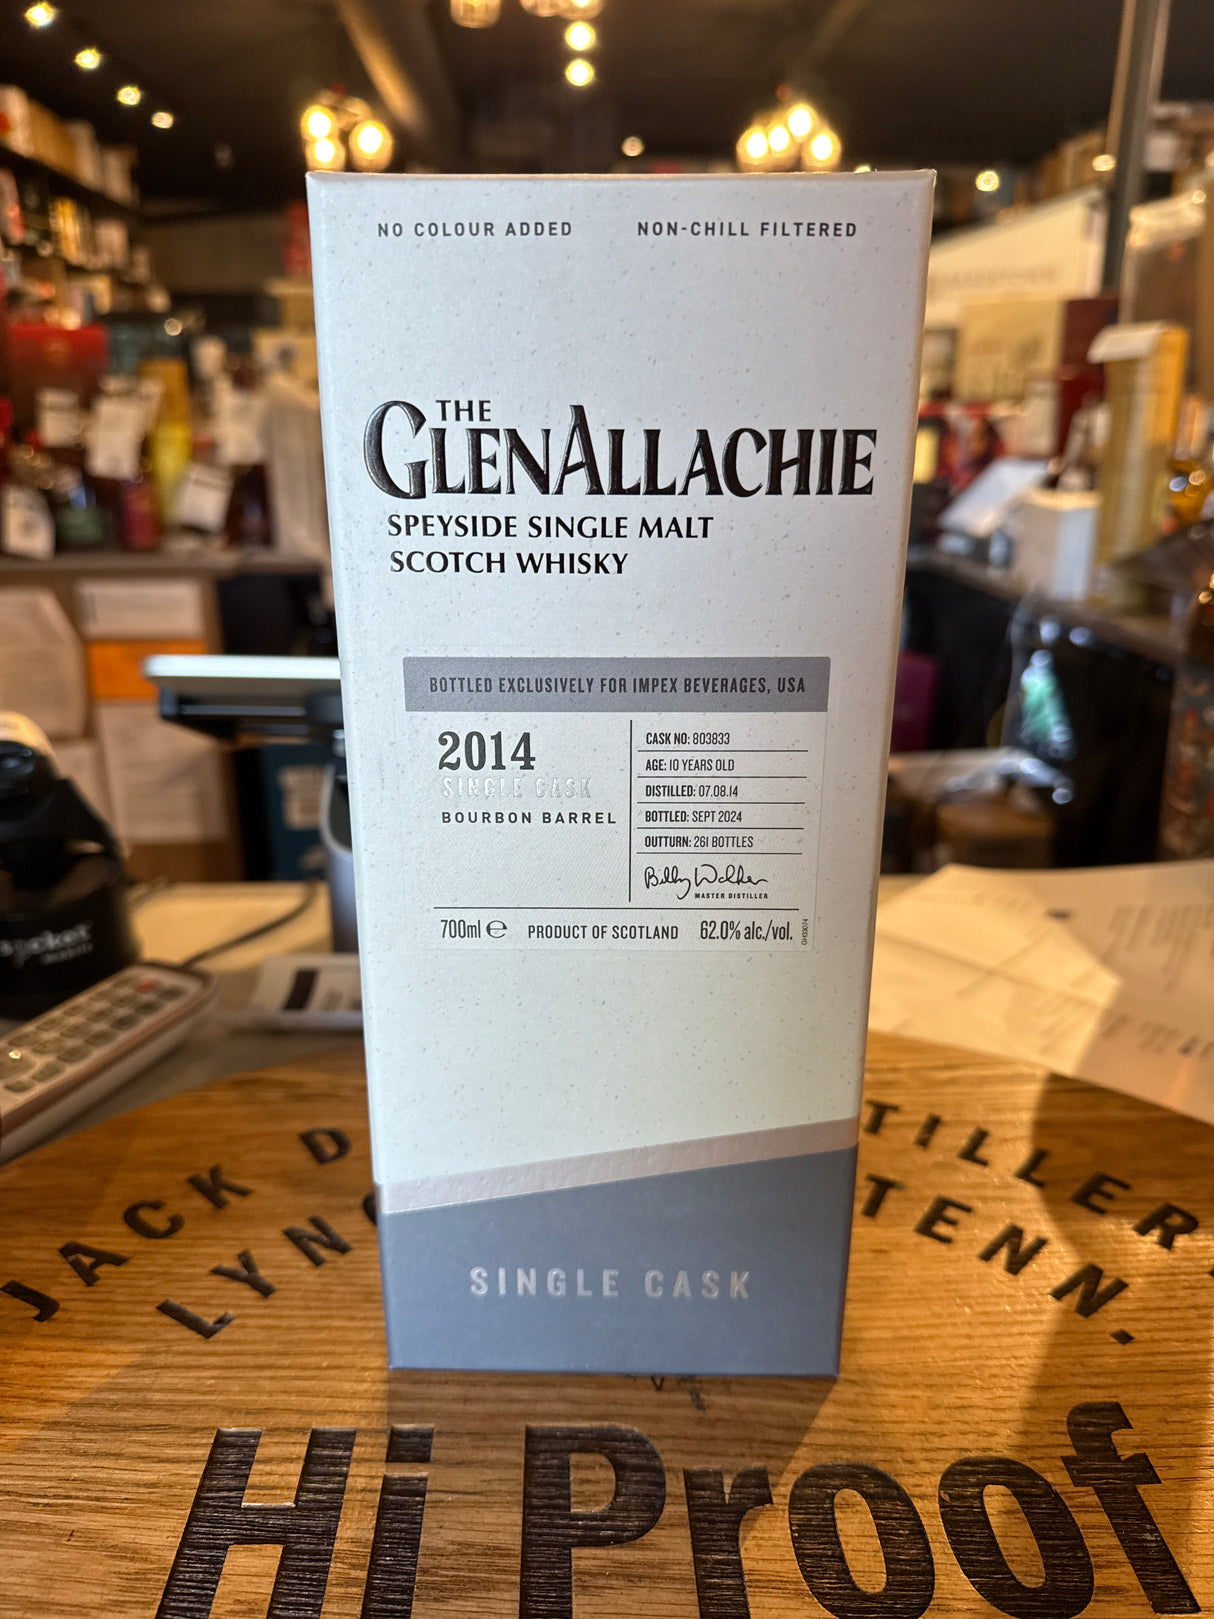 NO COLOUR ADDED NON-CHILL FILTERED
THE
GLENALLACHIE
SPEYSIDE SINGLE MALT
SCOTCH WHISKY
BOTTLED EXCLUSIVELY FOR IMPEX BEVERAGES, USA
2014
SINGLE CASK
BOURBON BARREL
CASK NO: 803833
AGE: 10 YEARS OLD
DISTILLED: 07.08.14
BOTTLED: SEPT 2024
OUTTURN: 261 BOTTLES
Billy Walker
MASTER DISTILLER
700ml e PRODUCT OF SCOTLAND 62.0% alc./vol.
SINGLE CASK
JACK D TILLER
LYN TENN.
Hi Proof